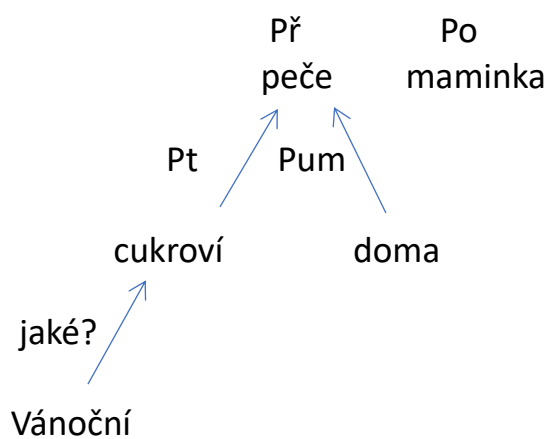 Př Po
peče maminka
Pt Pum
cukroví doma
jaké?
Vánoční